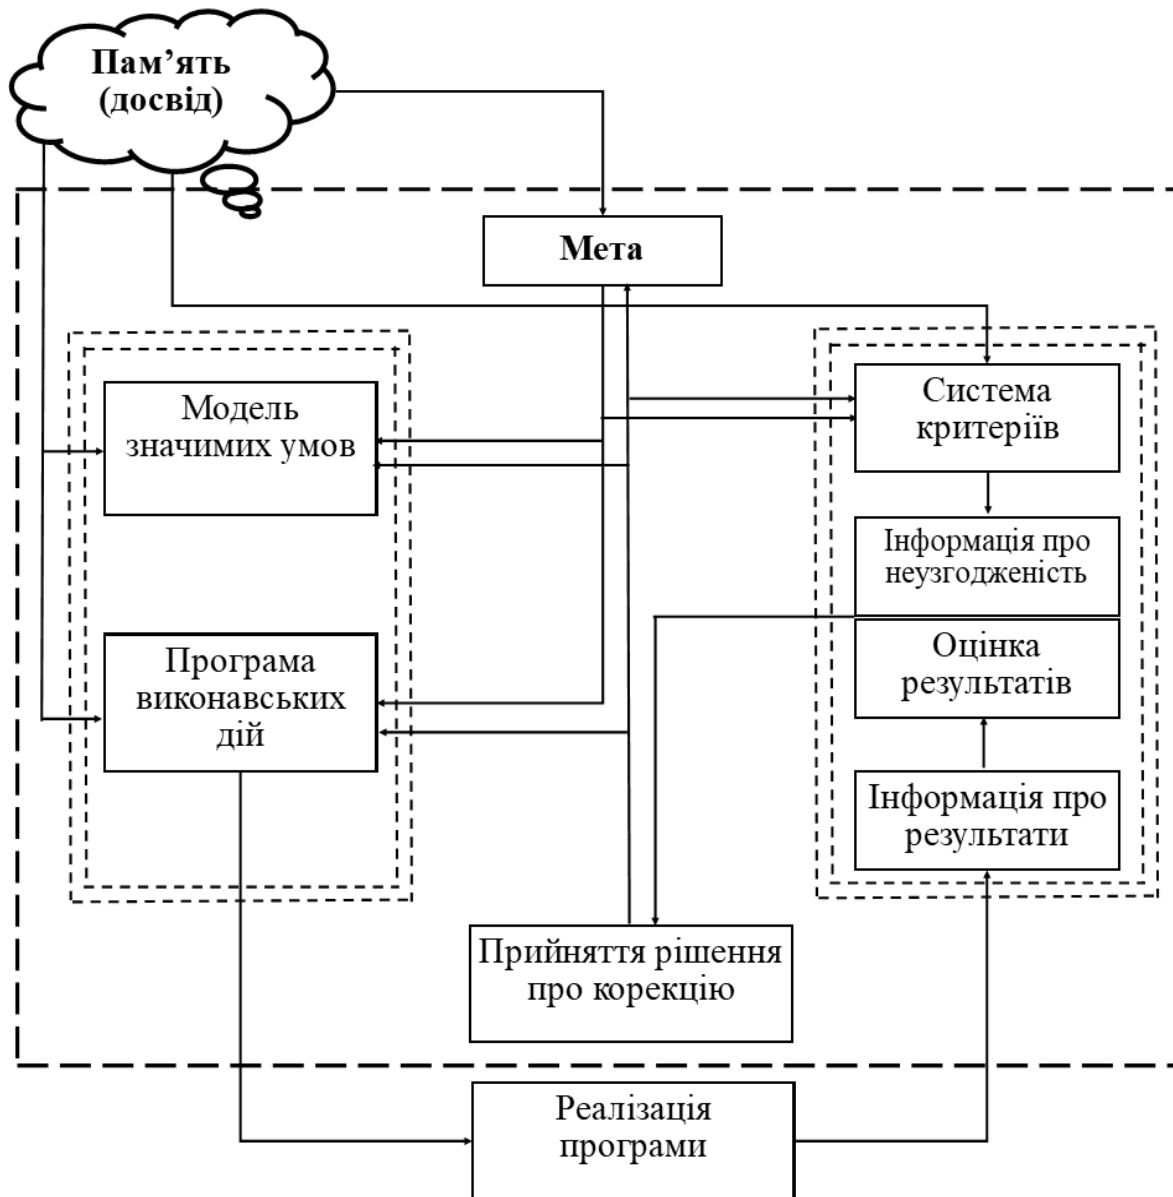 Пам’ять
(досвід)
Мета
Модель
значимих умов
Система
критеріїв
Інформація про
неузгодженість
Програма
виконавських
дій
Оцінка
результатів
Інформація про
результати
Прийняття рішення
про корекцію
Реалізація
програми